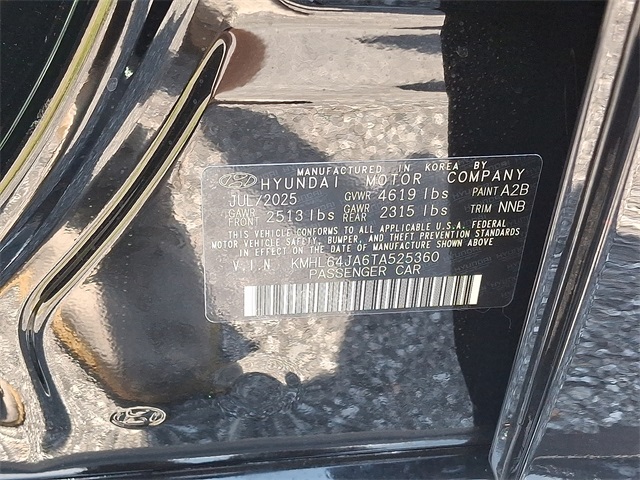 MANUFACTURED IN KOREA BY
HYUNDAI MOTOR COMPANY
JUL/2025 GVWR 4619 lbs PAINT A2B
GAWR FRONT 2513 lbs GAWR REAR 2315 lbs TRIM NNB
THIS VEHICLE CONFORMS TO ALL APPLICABLE U.S.A. FEDERAL
MOTOR VEHICLE SAFETY, BUMPER, AND THEFT PREVENTION STANDARDS
IN EFFECT ON THE DATE OF MANUFACTURE SHOWN ABOVE
V.I.N KMHL64JA6TA525360
PASSENGER CAR